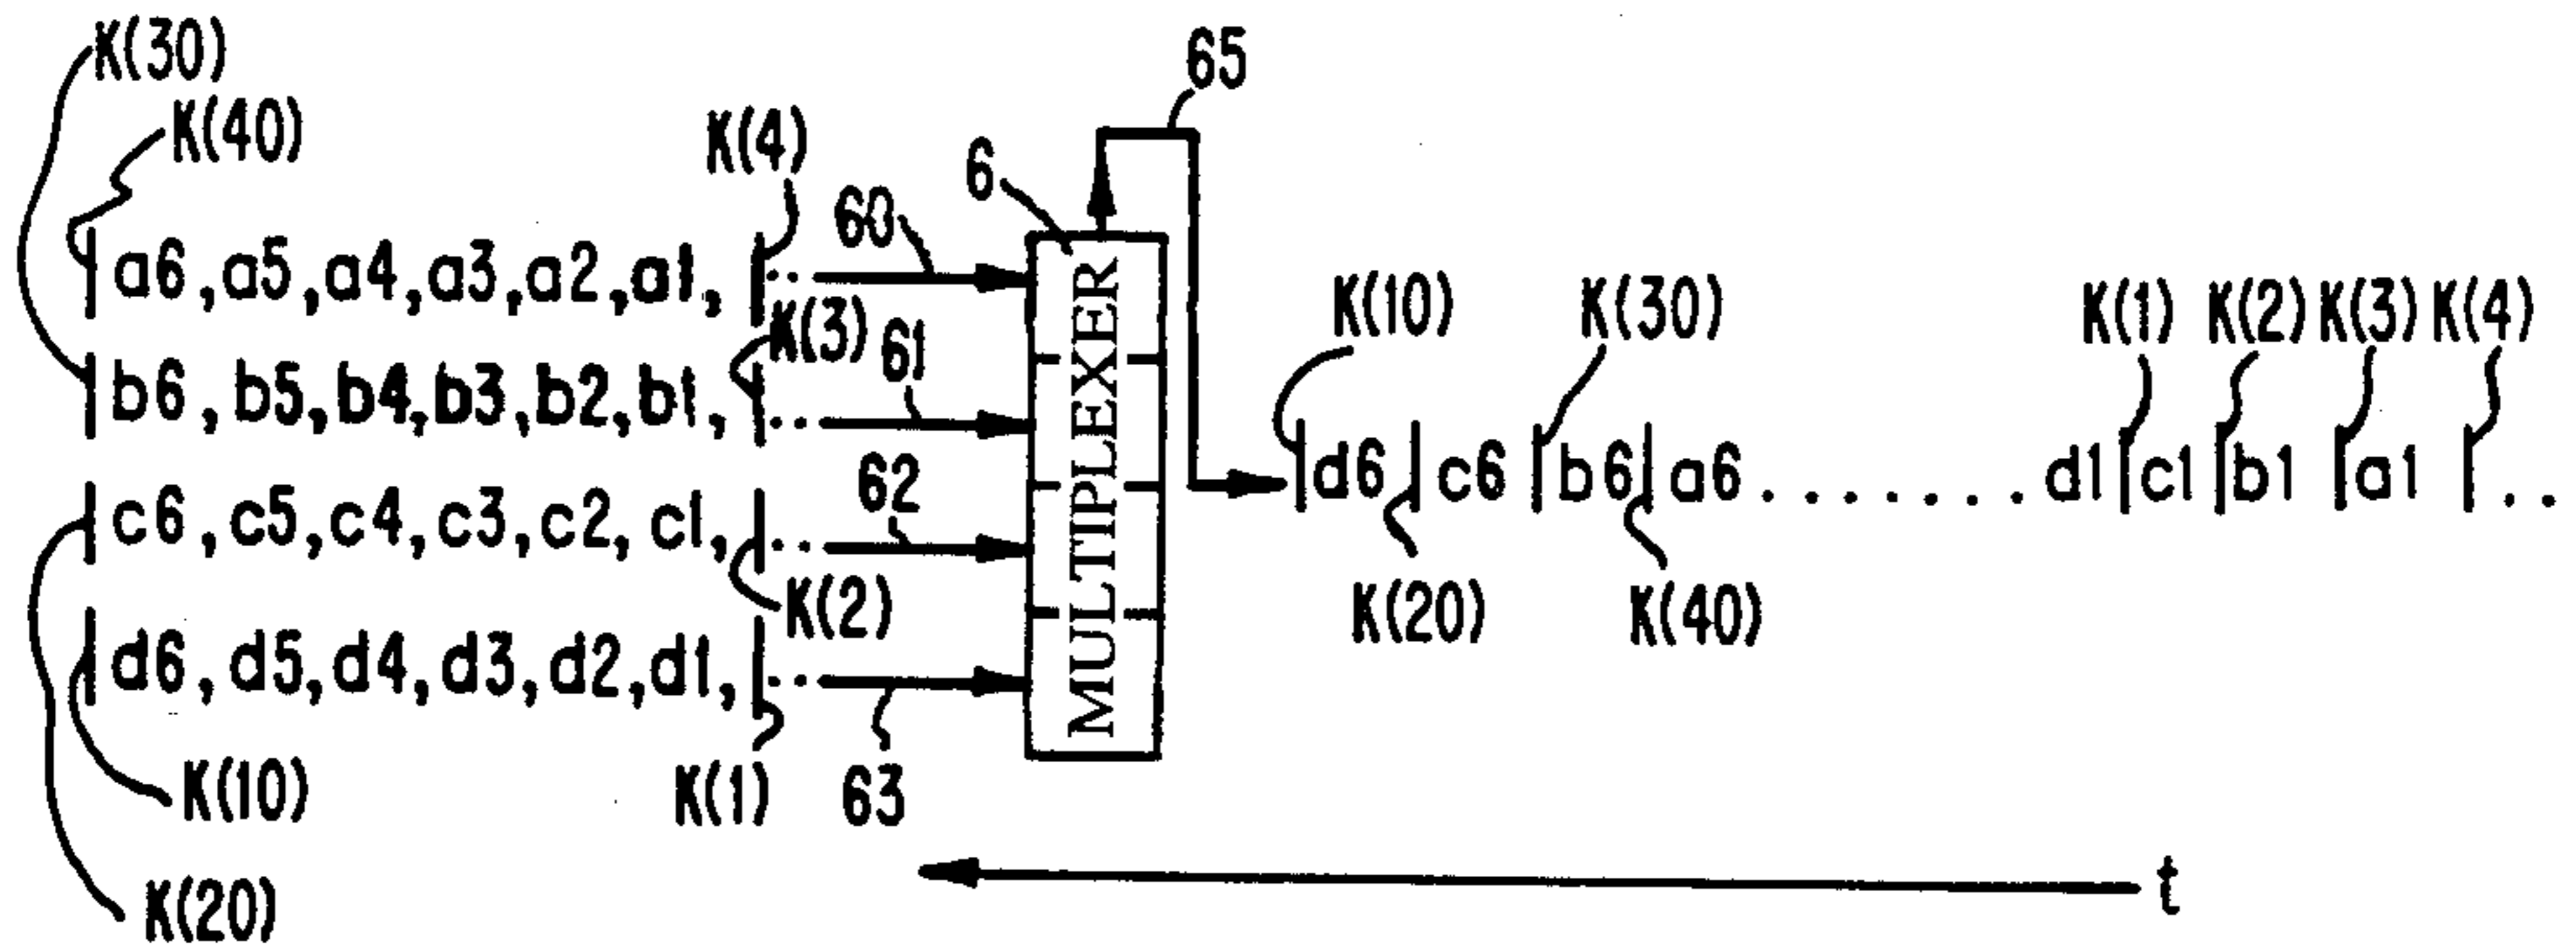 K(30)
K(40)
K(4)
65
6
60
a6,a5,a4,a3,a2,a1, ..
K(3)
61
K(10)
K(30)
K(1) K(2) K(3) K(4)
b6,b5,b4,b3,b2,b1, ..
MULTIPLEXER
d6 c6 b6 a6 ........ d1 c1 b1 a1 ..
62
c6,c5,c4,c3,c2,c1, ..
K(2)
K(20)
K(40)
d6,d5,d4,d3,d2,d1, ..
K(10)
K(1)
63
K(20)
t